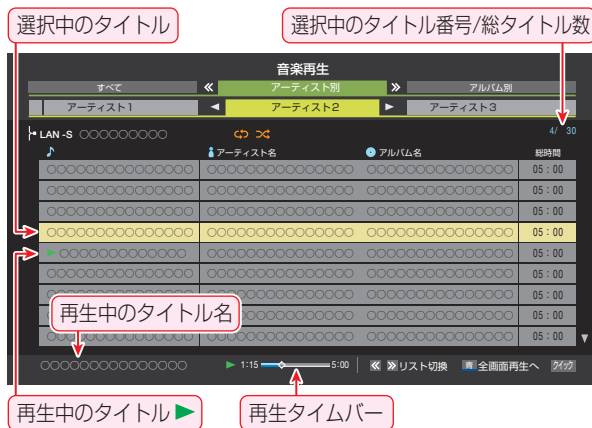 選択中のタイトル
選択中のタイトル番号/総タイトル数
音楽再生
すべて アーティスト別 アルバム別
アーティスト1 アーティスト2 アーティスト3
LAN -S ○○○○○○○○○ 4/ 30
アーティスト名 アルバム名 総時間
○○○○○○○○○○○○○○ ○○○○○○○○○○○○○○ ○○○○○○○○○○○○○○ 05：00
○○○○○○○○○○○○○○ ○○○○○○○○○○○○○○ ○○○○○○○○○○○○○○ 05：00
○○○○○○○○○○○○○○ ○○○○○○○○○○○○○○ ○○○○○○○○○○○○○○ 05：00
○○○○○○○○○○○○○○ ○○○○○○○○○○○○○○ ○○○○○○○○○○○○○○ 05：00
▶ ○○○○○○○○○○○○○ ○○○○○○○○○○○○○○ ○○○○○○○○○○○○○○ 05：00
○○○○○○○○○○○○○○ ○○○○○○○○○○○○○○ ○○○○○○○○○○○○○○ 05：00
○○○○○○○○○○○○○○ ○○○○○○○○○○○○○○ ○○○○○○○○○○○○○○ 05：00
○○○○○○○○○○○○○○ ○○○○○○○○○○○○○○ ○○○○○○○○○○○○○○ 05：00
○○○○○○○○○○○○○○ ○○○○○○○○○○○○○○ ○○○○○○○○○○○○○○ 05：00
再生中のタイトル名
○○○○○○○○○○○○○○ ▶ 1:15 5:00 リスト切換 青 全画面再生へ クイック
再生中のタイトル ▶
再生タイムバー